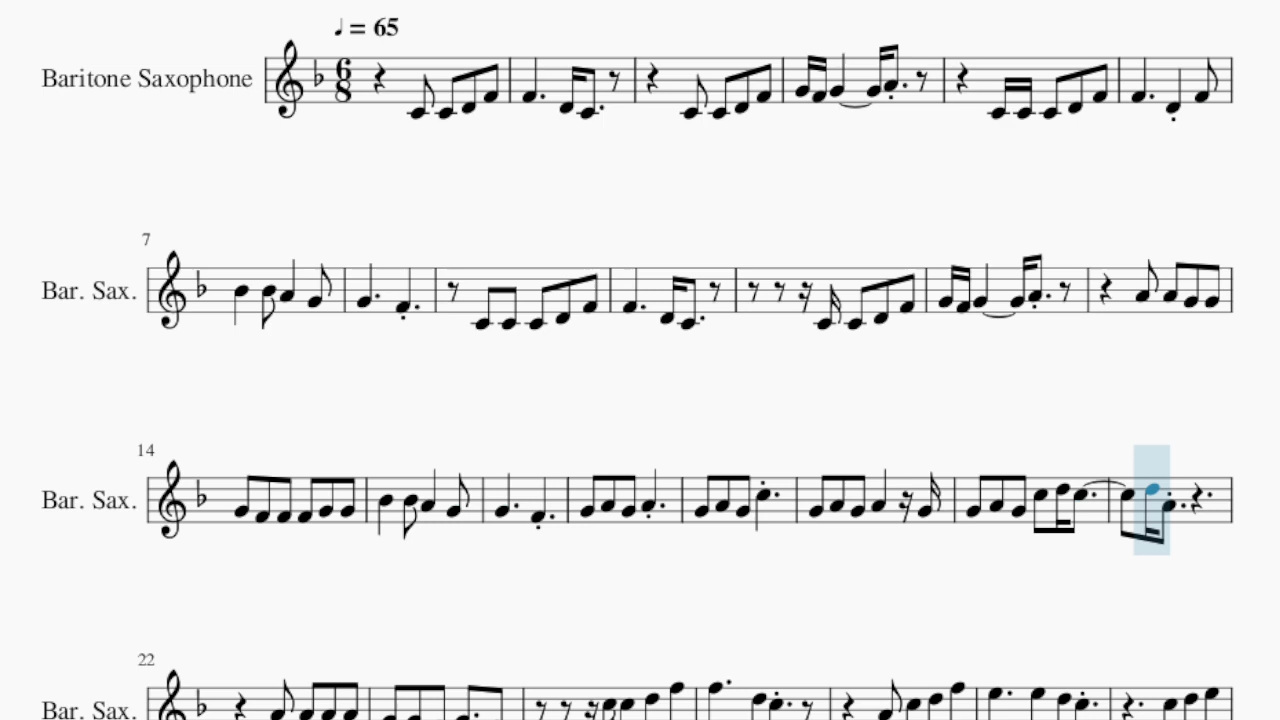 ♩ = 65
Baritone Saxophone
6
8
7
Bar. Sax.
14
Bar. Sax.
22
Bar. Sax.